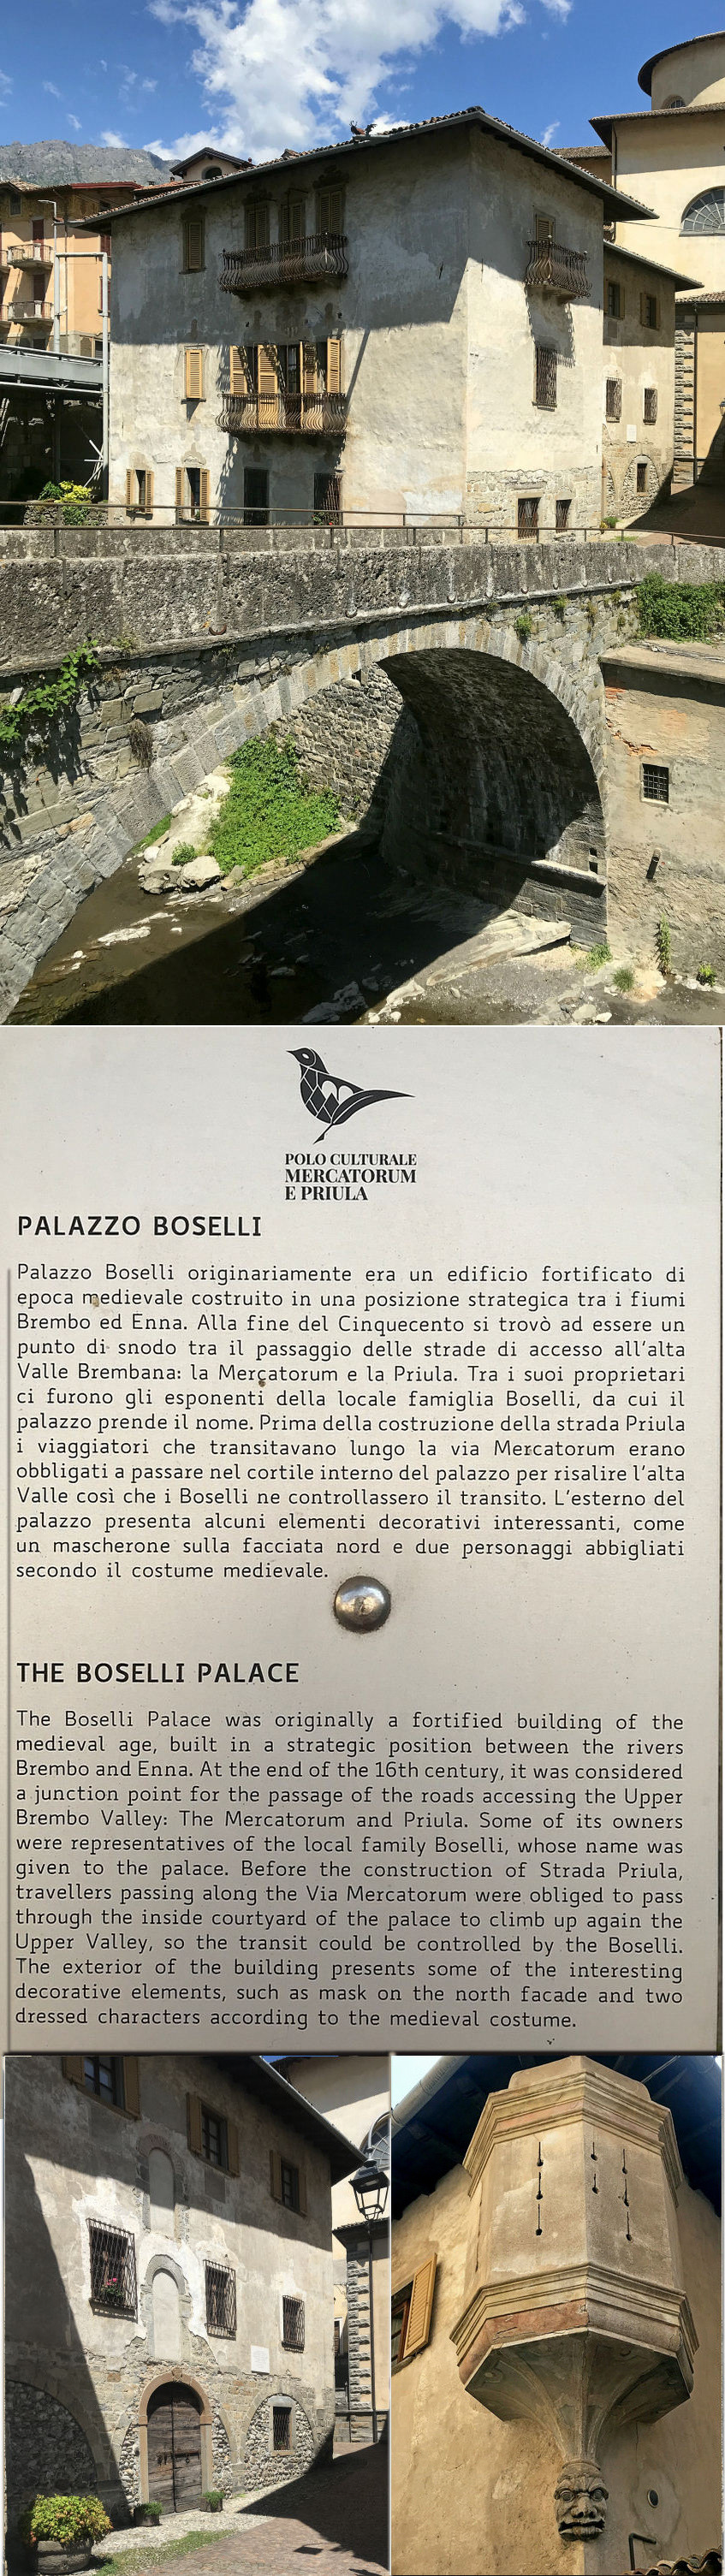 POLO CULTURALE
MERCATORUM
E PRIULA
PALAZZO BOSELLI
Palazzo Boselli originariamente era un edificio fortificato di
epoca medievale costruito in una posizione strategica tra i fiumi
Brembo ed Enna. Alla fine del Cinquecento si trovò ad essere un
punto di snodo tra il passaggio delle strade di accesso all'alta
Valle Brembana: la Mercatorum e la Priula. Tra i suoi proprietari
ci furono gli esponenti della locale famiglia Boselli, da cui il
palazzo prende il nome. Prima della costruzione della strada Priula
i viaggiatori che transitavano lungo la via Mercatorum erano
obbligati a passare nel cortile interno del palazzo per risalire l'alta
Valle così che i Boselli ne controllassero il transito. L'esterno del
palazzo presenta alcuni elementi decorativi interessanti, come
un mascherone sulla facciata nord e due personaggi abbigliati
secondo il costume medievale.
THE BOSELLI PALACE
The Boselli Palace was originally a fortified building of the
medieval age, built in a strategic position between the rivers
Brembo and Enna. At the end of the 16th century, it was considered
a junction point for the passage of the roads accessing the Upper
Brembo Valley: The Mercatorum and Priula. Some of its owners
were representatives of the local family Boselli, whose name was
given to the palace. Before the construction of Strada Priula,
travellers passing along the Via Mercatorum were obliged to pass
through the inside courtyard of the palace to climb up again the
Upper Valley, so the transit could be controlled by the Boselli.
The exterior of the building presents some of the interesting
decorative elements, such as mask on the north facade and two
dressed characters according to the medieval costume.